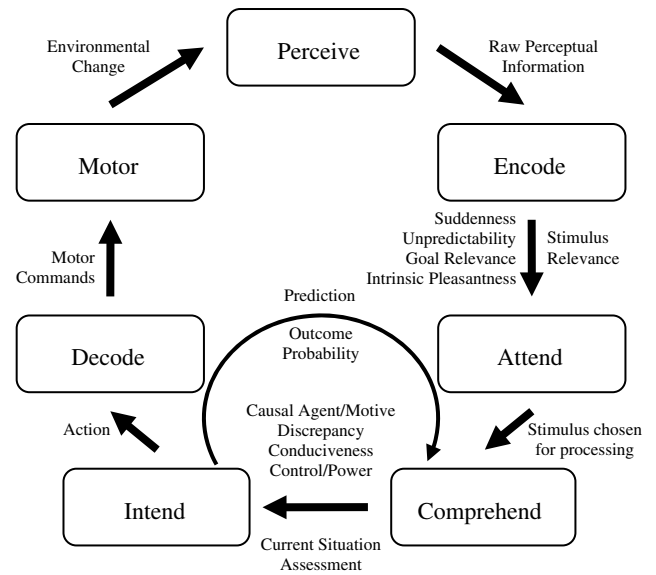 Perceive
Environmental
Change
Raw Perceptual
Information
Motor
Encode
Suddenness
Unpredictability
Goal Relevance
Intrinsic Pleasantness
Stimulus
Relevance
Motor
Commands
Prediction
Outcome
Probability
Decode
Attend
Causal Agent/Motive
Discrepancy
Conduciveness
Control/Power
Action
Stimulus chosen
for processing
Intend
Comprehend
Current Situation
Assessment